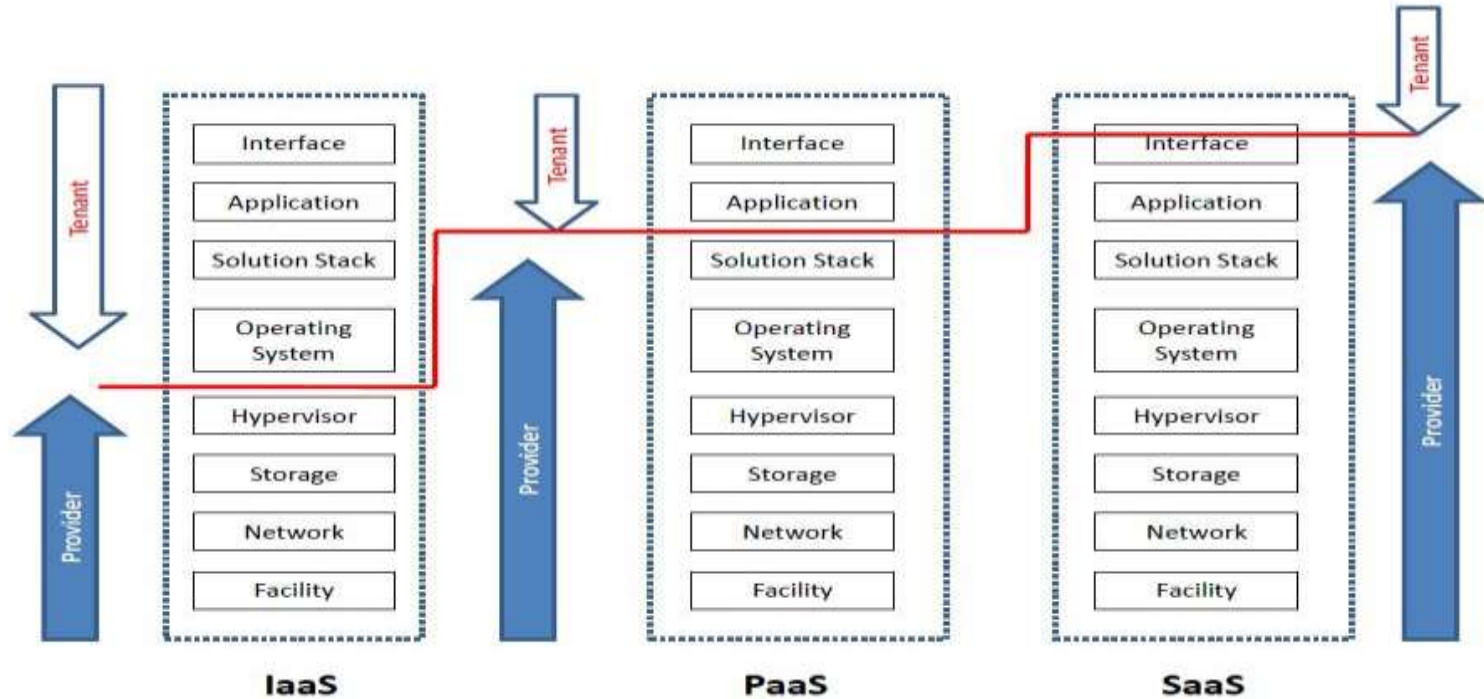 Tenant
Provider
Interface
Application
Solution Stack
Operating
System
Hypervisor
Storage
Network
Facility
IaaS
Tenant
Provider
Interface
Application
Solution Stack
Operating
System
Hypervisor
Storage
Network
Facility
PaaS
Interface
Application
Solution Stack
Operating
System
Hypervisor
Storage
Network
Facility
SaaS
Tenant
Provider